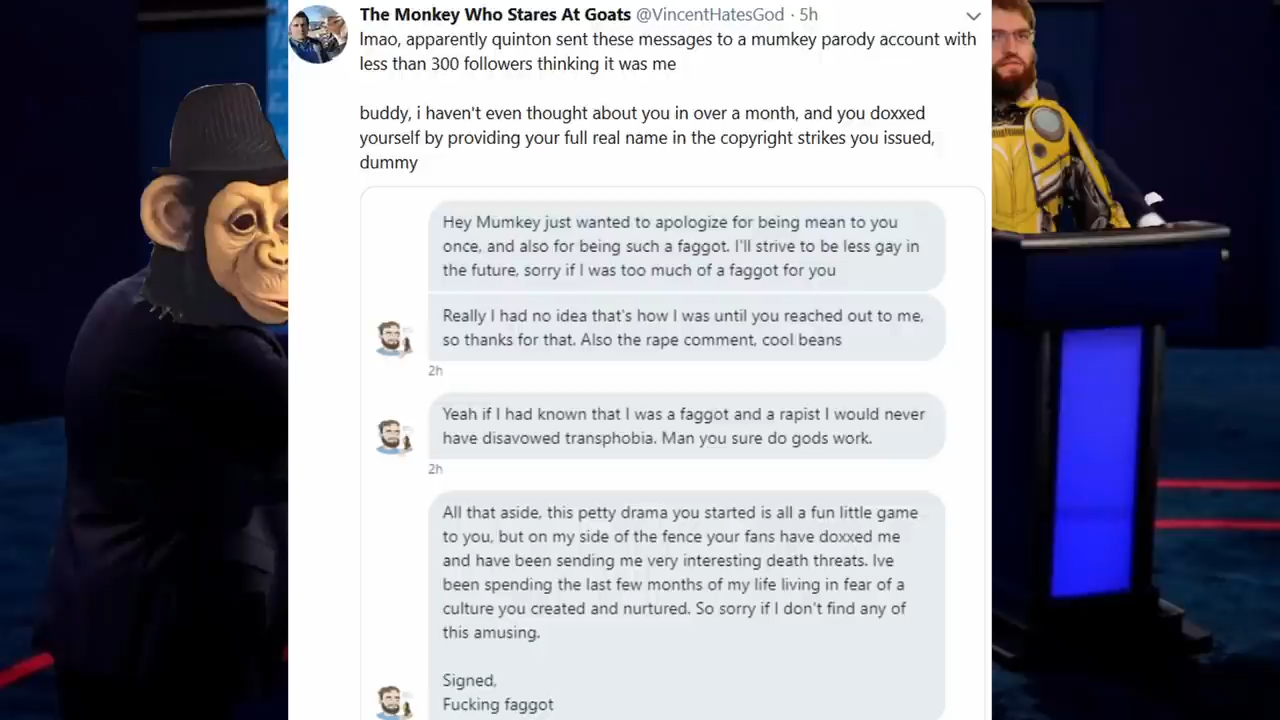 The Monkey Who Stares At Goats @VincentHatesGod · 5h
lmao, apparently quinton sent these messages to a mumkey parody account with
less than 300 followers thinking it was me
buddy, i haven't even thought about you in over a month, and you doxxed
yourself by providing your full real name in the copyright strikes you issued,
dummy
Hey Mumkey just wanted to apologize for being mean to you
once, and also for being such a faggot. I'll strive to be less gay in
the future, sorry if I was too much of a faggot for you
Really I had no idea that's how I was until you reached out to me,
so thanks for that. Also the rape comment, cool beans
2h
Yeah if I had known that I was a faggot and a rapist I would never
have disavowed transphobia. Man you sure do gods work.
2h
All that aside, this petty drama you started is all a fun little game
to you, but on my side of the fence your fans have doxxed me
and have been sending me very interesting death threats. Ive
been spending the last few months of my life living in fear of a
culture you created and nurtured. So sorry if I don't find any of
this amusing.
Signed,
Fucking faggot